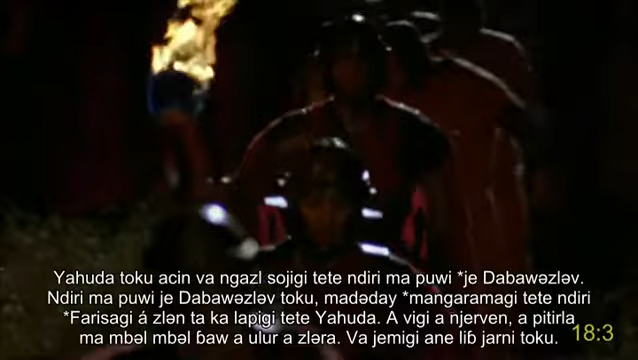 Yahuda toku acin va ngazl sojigi tete ndiri ma puwi *je Dabawəzləv.
Ndiri ma puwi je Dabawəzləv toku, madəday *mangaramagi tete ndiri
*Farisagi á zlən ta ka lapigi tete Yahuda. A vigi a njerven, a pitirla
ma mbəl mbəl ɓaw a ulur a zləra. Va jemigi ane liɓ jarni toku.
18:3